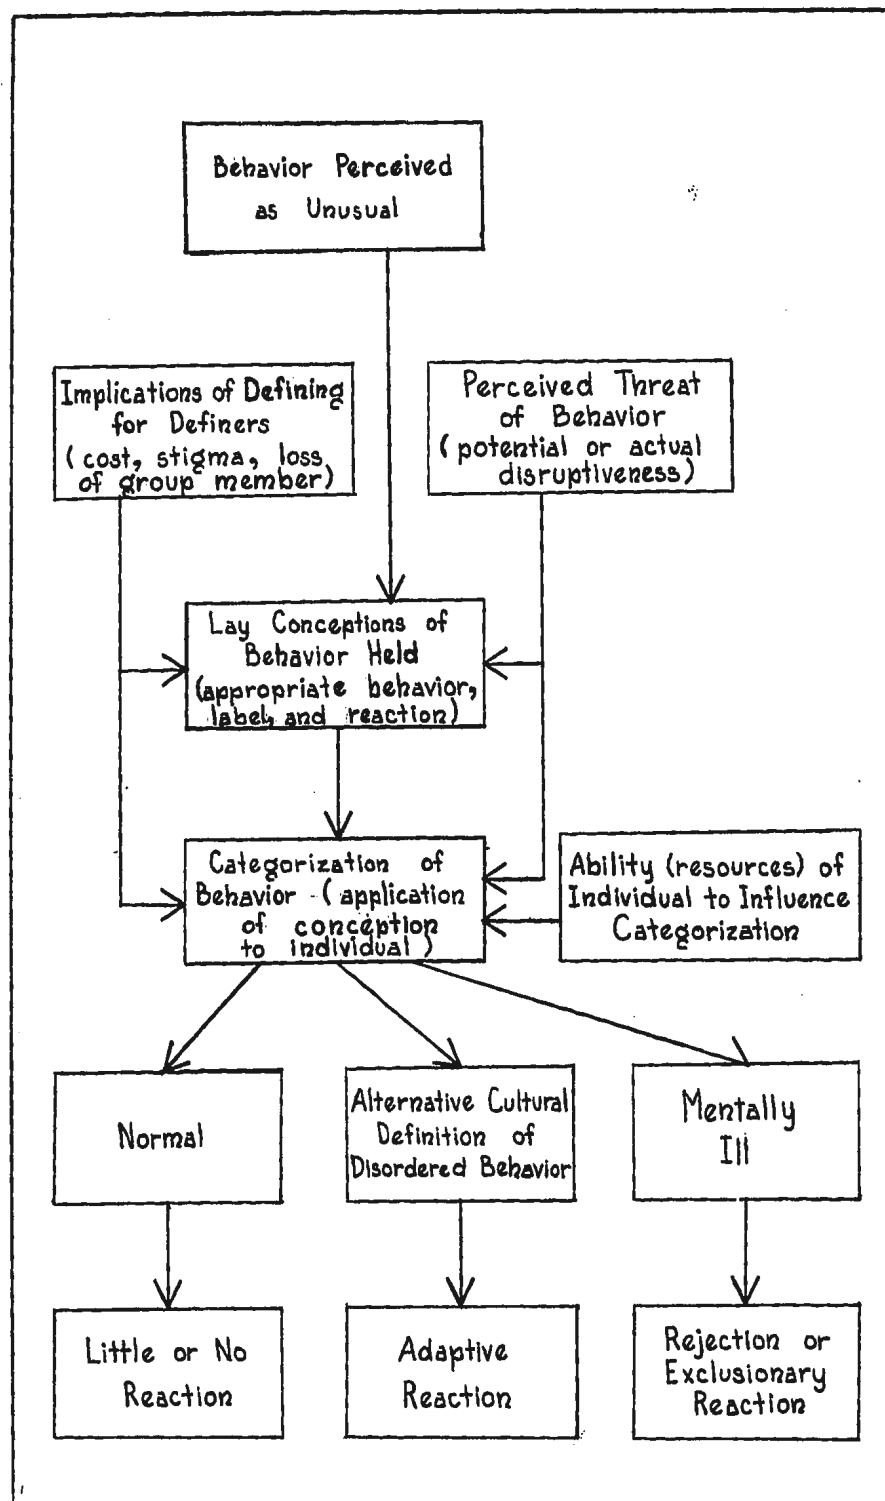 Behavior Perceived
as Unusual
Implications of Defining
for Definers
(cost, stigma, loss
of group member)
Perceived Threat
of Behavior
(potential or actual
disruptiveness)
Lay Conceptions of
Behavior Held
(appropriate behavior,
label, and reaction)
Categorization of
Behavior (application
of conception
to individual)
Ability (resources) of
Individual to Influence
Categorization
Normal
Alternative Cultural
Definition of
Disordered Behavior
Mentally
Ill
Little or No
Reaction
Adaptive
Reaction
Rejection or
Exclusionary
Reaction